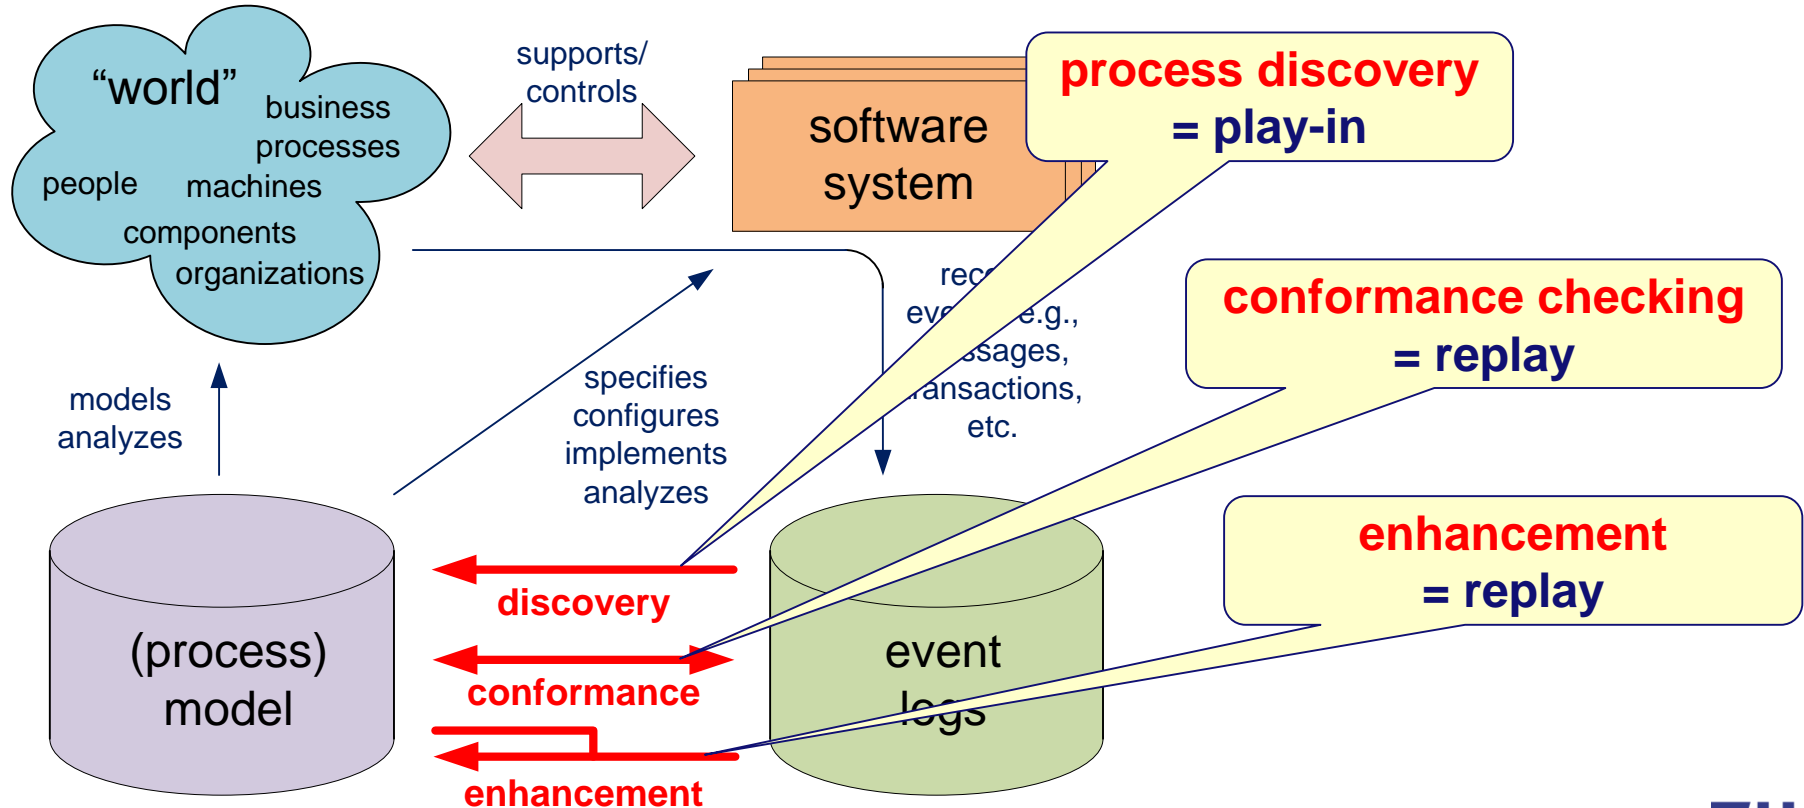 “world”
business
processes
people
machines
components
organizations
supports/
controls
software
system
process discovery
= play-in
e.g.,
etc.
conformance checking
= replay
specifies
configures
implements
analyzes
models
analyzes
enhancement
= replay
discovery
conformance
enhancement
(process)
model
event
logs